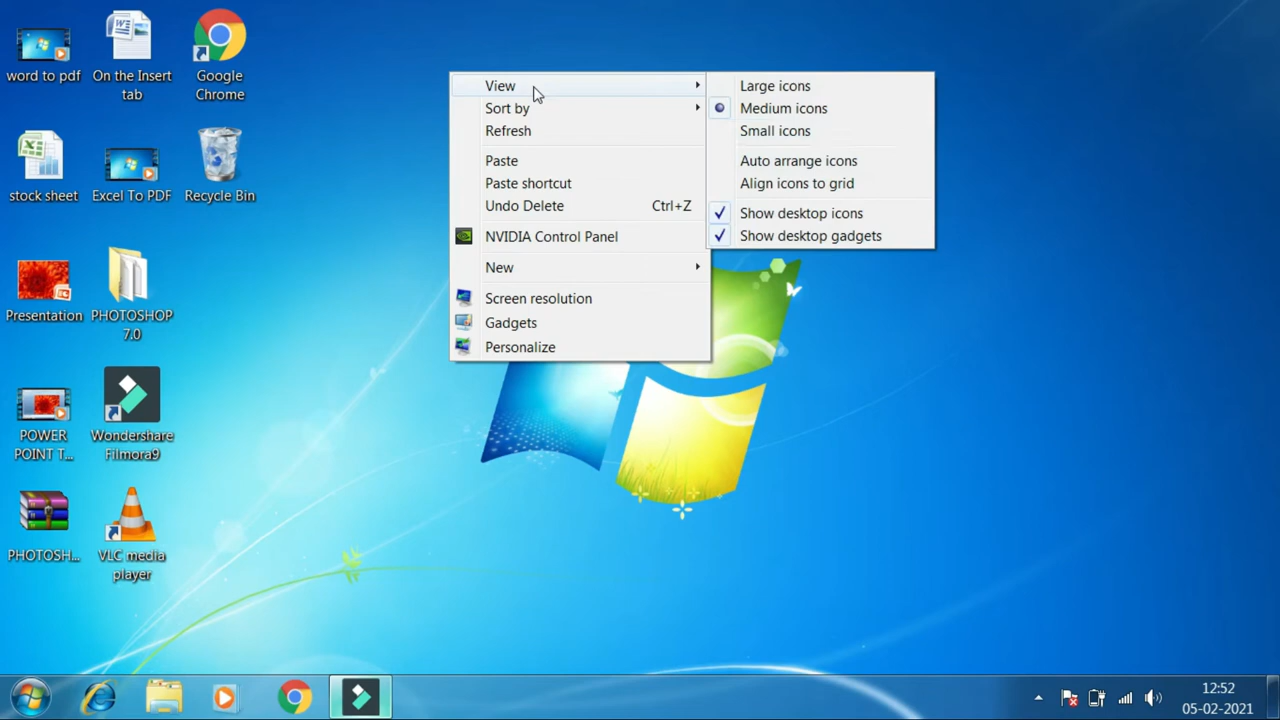 word to pdf
On the Insert
tab
Google
Chrome
stock sheet
Excel To PDF
Recycle Bin
Presentation
PHOTOSHOP
7.0
POWER
POINT T...
Wondershare
Filmora9
PHOTOSH...
VLC media
player
View
Sort by
Refresh
Paste
Paste shortcut
Undo Delete Ctrl+Z
NVIDIA Control Panel
New
Screen resolution
Gadgets
Personalize
Large icons
Medium icons
Small icons
Auto arrange icons
Align icons to grid
Show desktop icons
Show desktop gadgets
12:52
05-02-2021